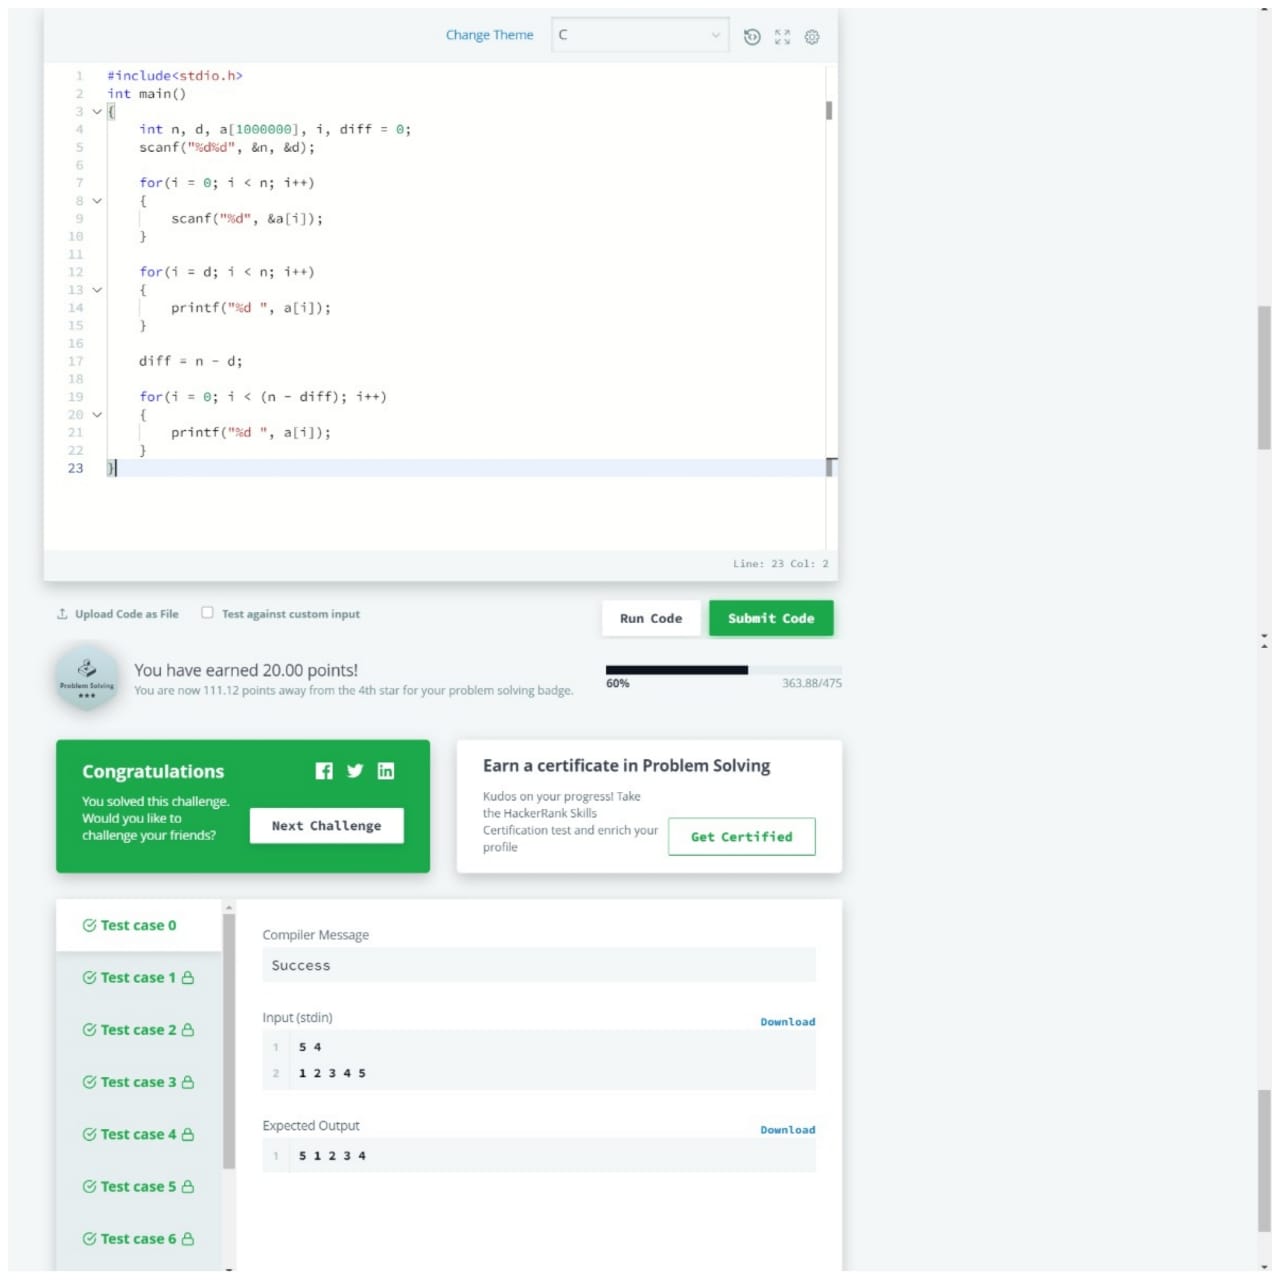 Change Theme C
1 #include<stdio.h>
2 int main()
3 {
4 int n, d, a[1000000], i, diff = 0;
5 scanf("%d%d", &n, &d);
6
7 for(i = 0; i < n; i++)
8 {
9 scanf("%d", &a[i]);
10 }
11
12 for(i = d; i < n; i++)
13 {
14 printf("%d ", a[i]);
15 }
16
17 diff = n - d;
18
19 for(i = 0; i < (n - diff); i++)
20 {
21 printf("%d ", a[i]);
22 }
23 }
Line: 23 Col: 2
Upload Code as File Test against custom input Run Code Submit Code
Problem Solving
You have earned 20.00 points!
You are now 111.12 points away from the 4th star for your problem solving badge.
60% 363.88/475
Congratulations
You solved this challenge.
Would you like to
challenge your friends?
Next Challenge
Earn a certificate in Problem Solving
Kudos on your progress! Take
the HackerRank Skills
Certification test and enrich your
profile
Get Certified
Test case 0
Test case 1
Test case 2
Test case 3
Test case 4
Test case 5
Test case 6
Compiler Message
Success
Input (stdin) Download
1 5 4
2 1 2 3 4 5
Expected Output Download
1 5 1 2 3 4